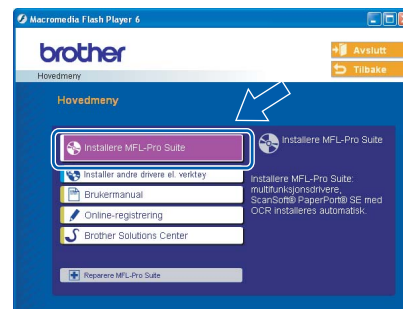 Macromedia Flash Player 6
brother
Avslutt
Tilbake
Hovedmeny
Hovedmeny
Installere MFL-Pro Suite
Installer andre drivere el. verktey
Brukermanual
Online-registrering
Brother Solutions Center
Reparere MFL-Pro Suite
Installere MFL-Pro Suite
Installere MFL-Pro Suite:
multifunksjonsdrivere,
ScanSoft® PaperPort® SE med
OCR installeres automatisk.